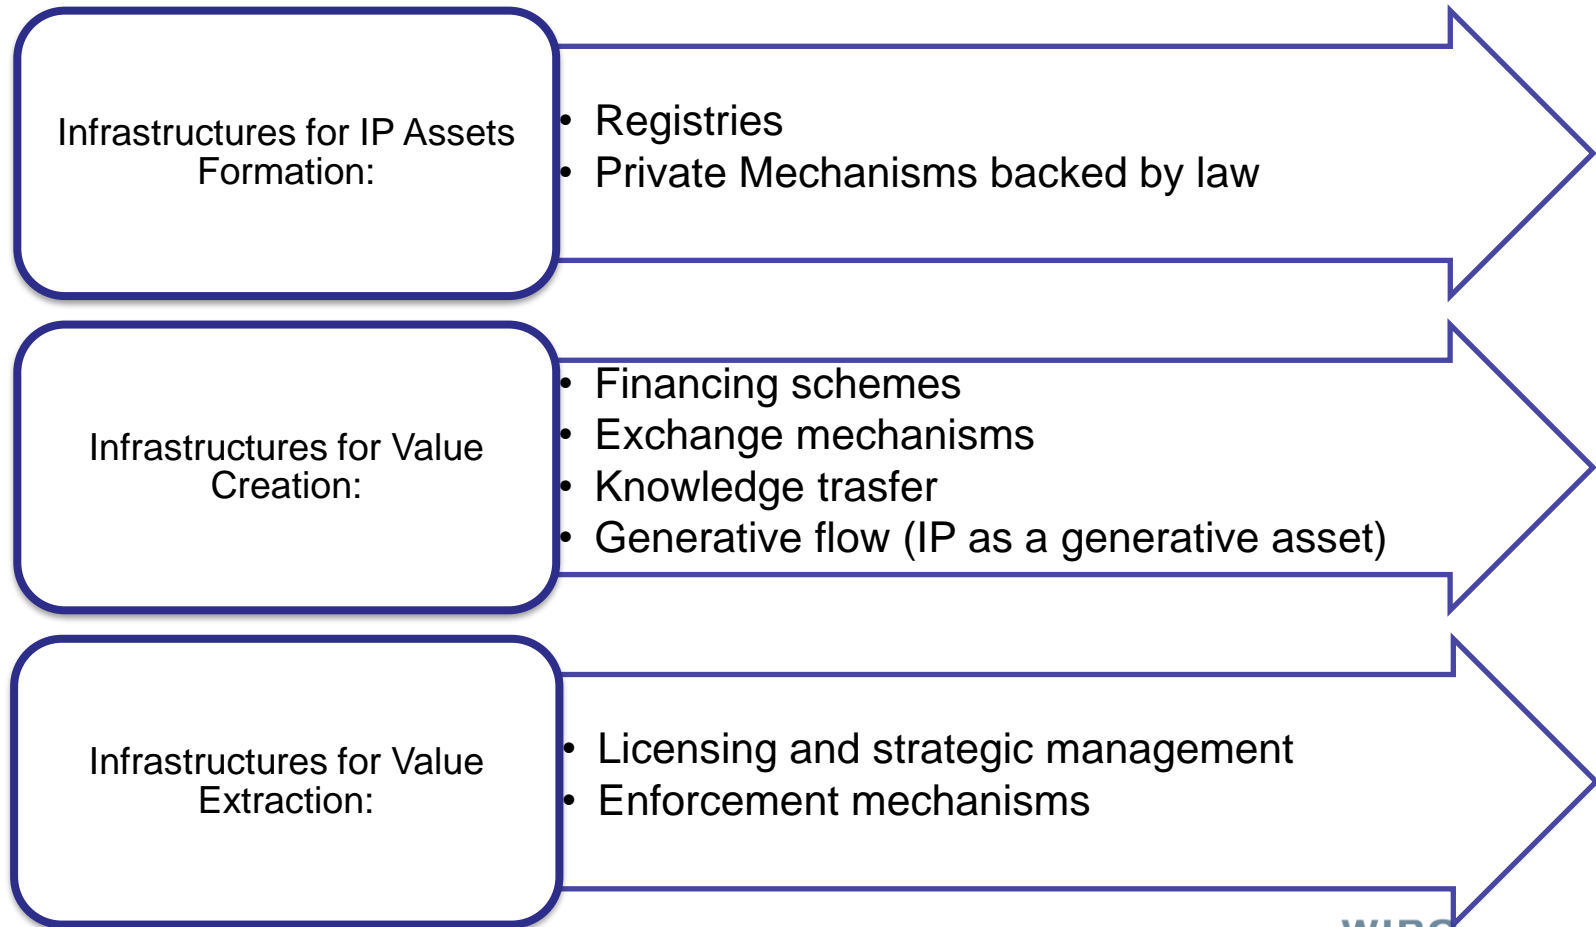 Infrastructures for IP Assets
Formation:
• Registries
• Private Mechanisms backed by law
Infrastructures for Value
Creation:
• Financing schemes
• Exchange mechanisms
• Knowledge trasfer
• Generative flow (IP as a generative asset)
Infrastructures for Value
Extraction:
• Licensing and strategic management
• Enforcement mechanisms